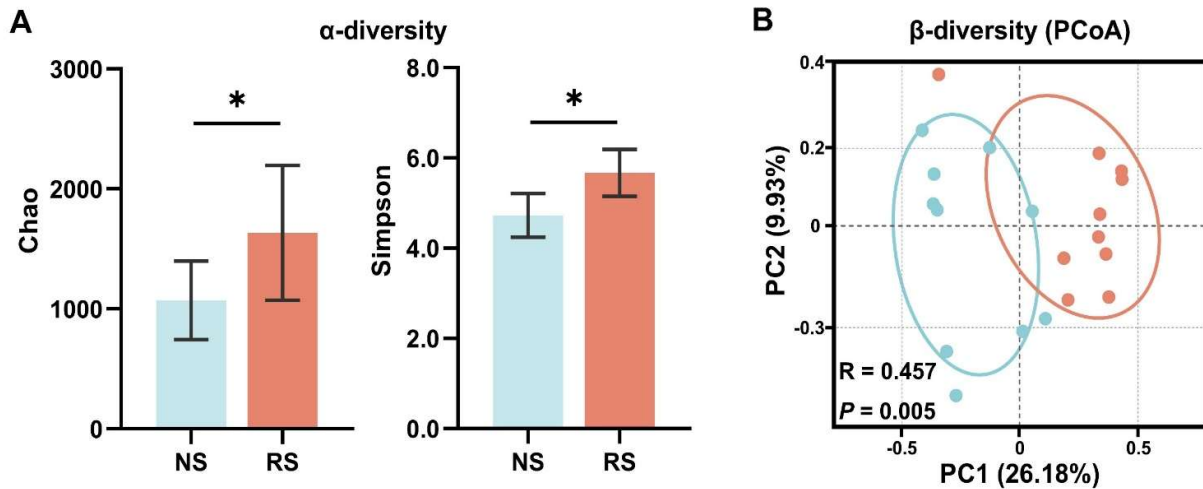 A
α-diversity
Chao
3000
2000
1000
0
*
NS
RS
Simpson
8.0
6.0
4.0
2.0
0.0
*
NS
RS
B
β-diversity (PCoA)
PC2 (9.93%)
0.4
0.2
0
-0.3
R = 0.457
P = 0.005
-0.5
0
0.5
PC1 (26.18%)